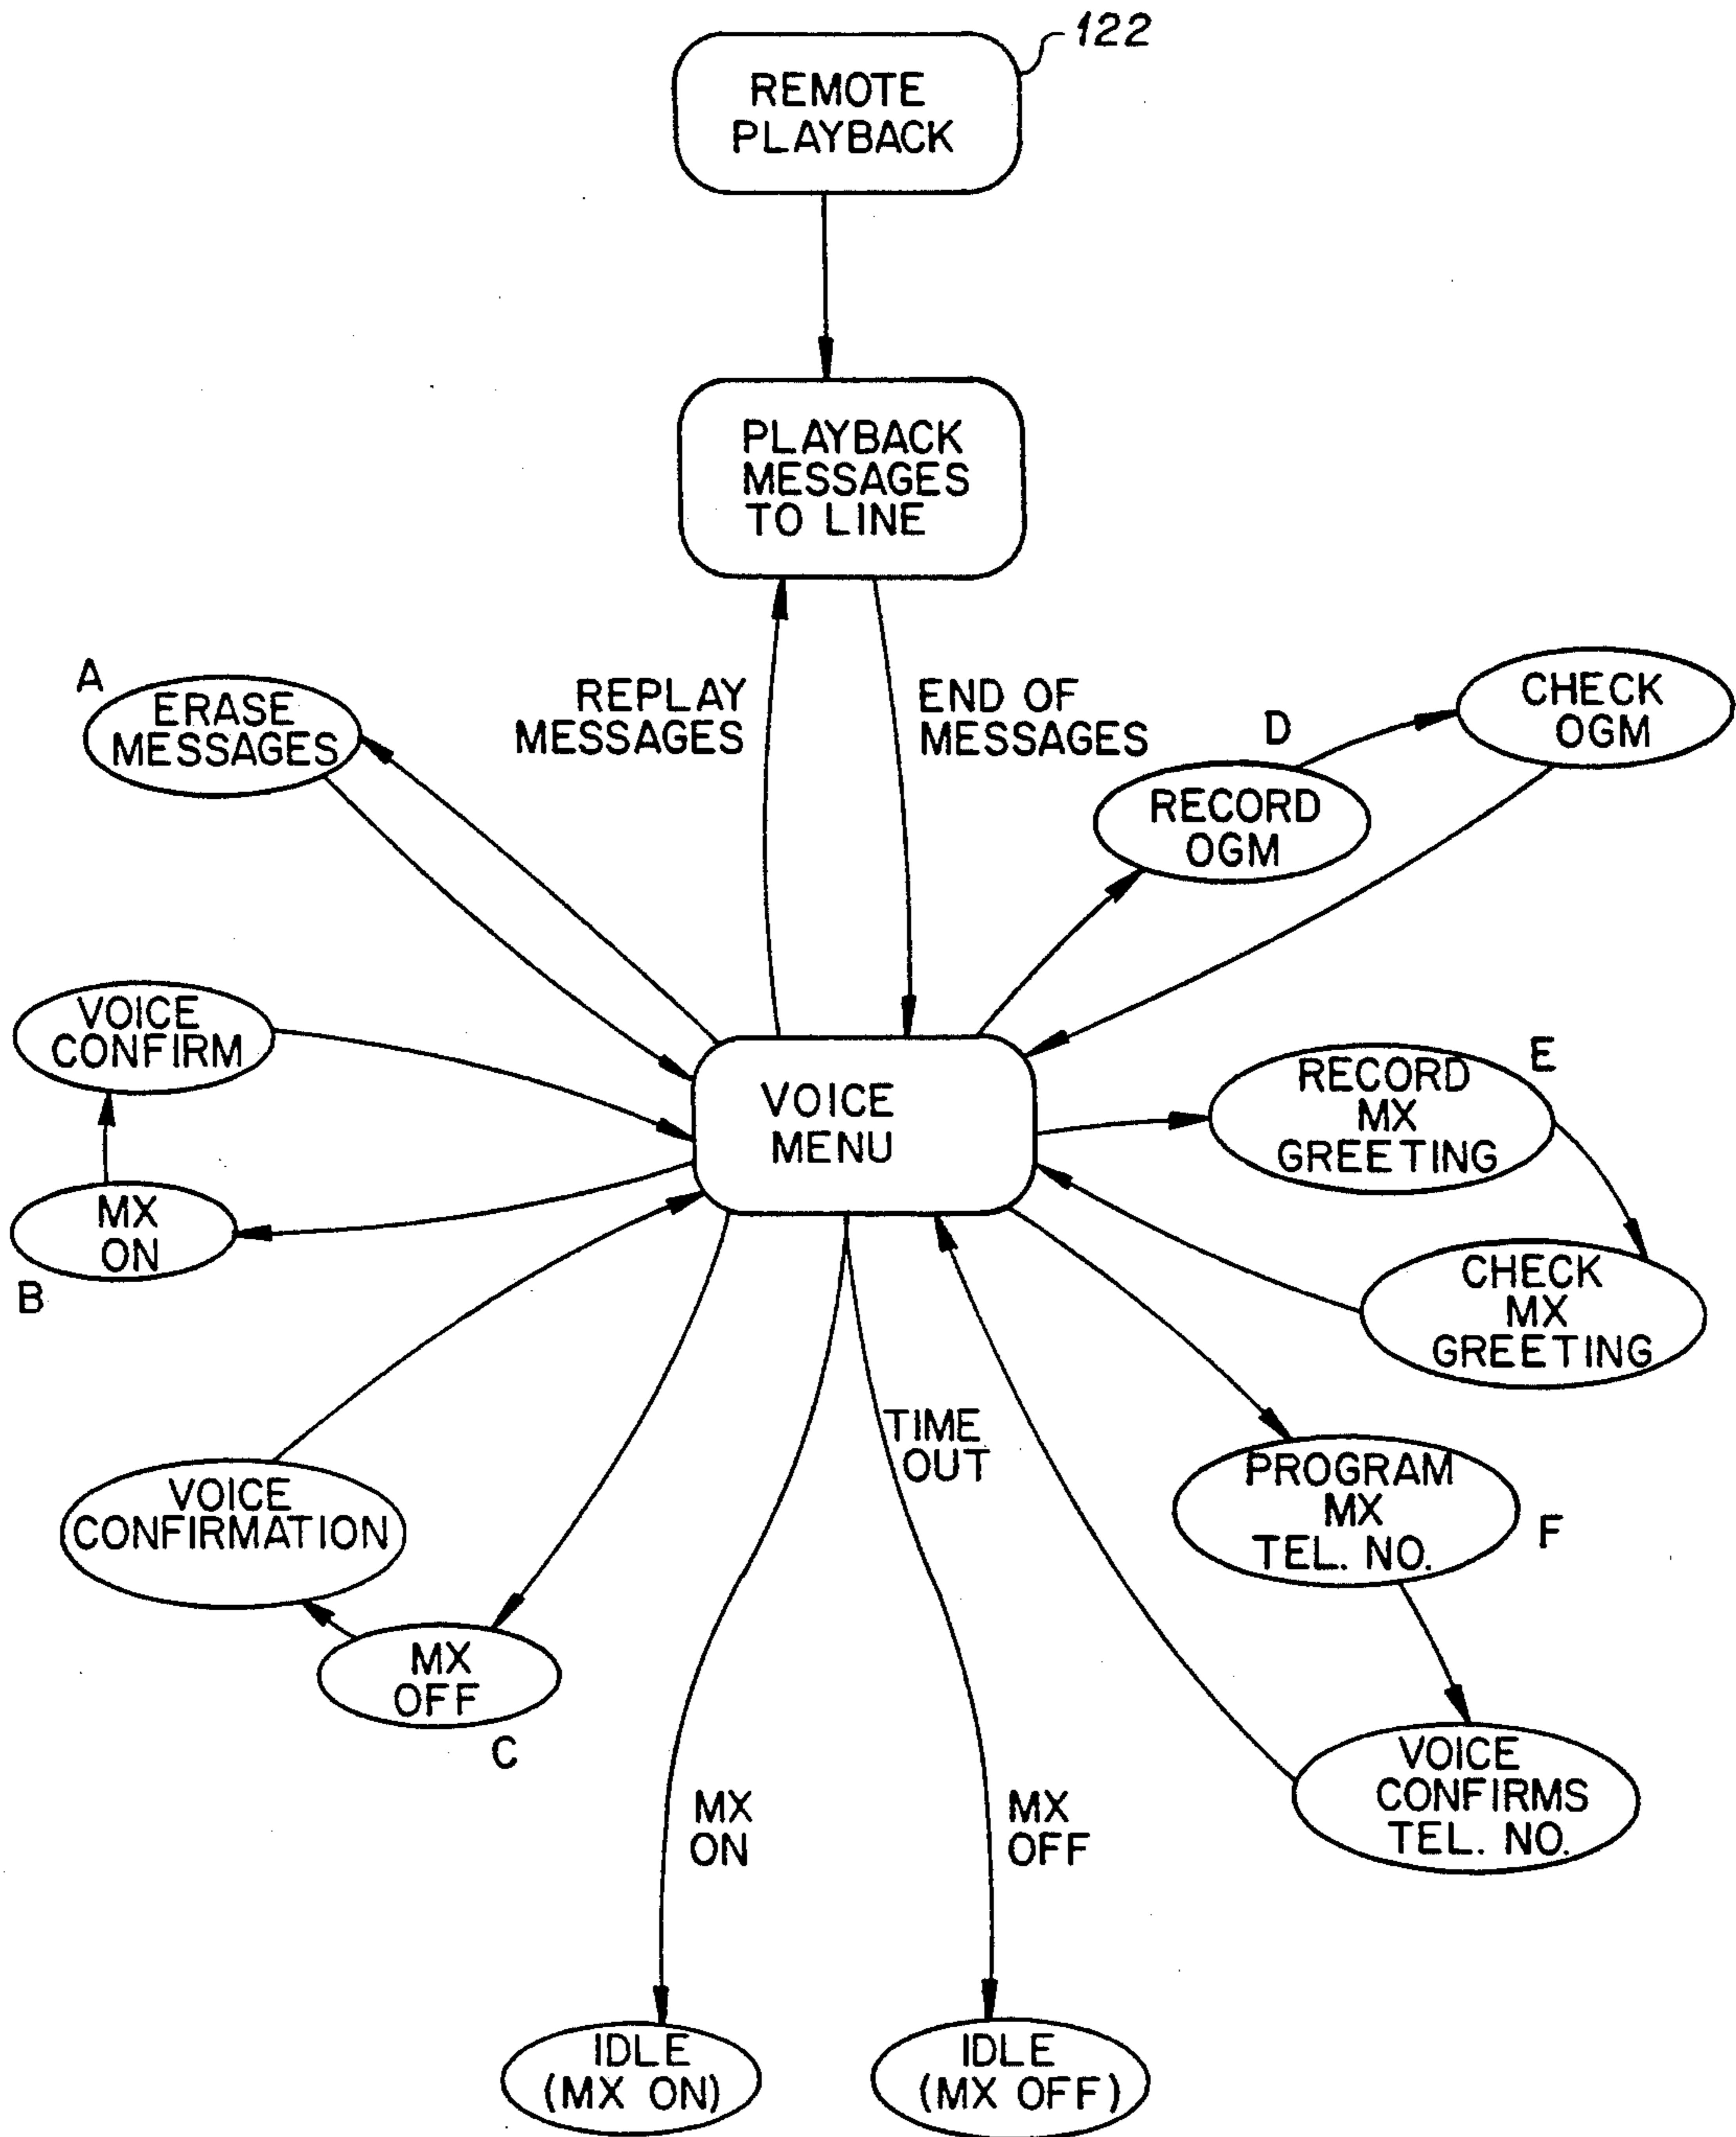 122
REMOTE
PLAYBACK
PLAYBACK
MESSAGES
TO LINE
A
ERASE
MESSAGES
REPLAY
MESSAGES
END OF
MESSAGES
D
RECORD
OGM
CHECK
OGM
VOICE
CONFIRM
MX
ON
B
VOICE
MENU
RECORD
MX
GREETING
E
CHECK
MX
GREETING
TIME
OUT
VOICE
CONFIRMATION
MX
OFF
C
PROGRAM
MX
TEL. NO.
F
VOICE
CONFIRMS
TEL. NO.
MX
ON
MX
OFF
IDLE
(MX ON)
IDLE
(MX OFF)